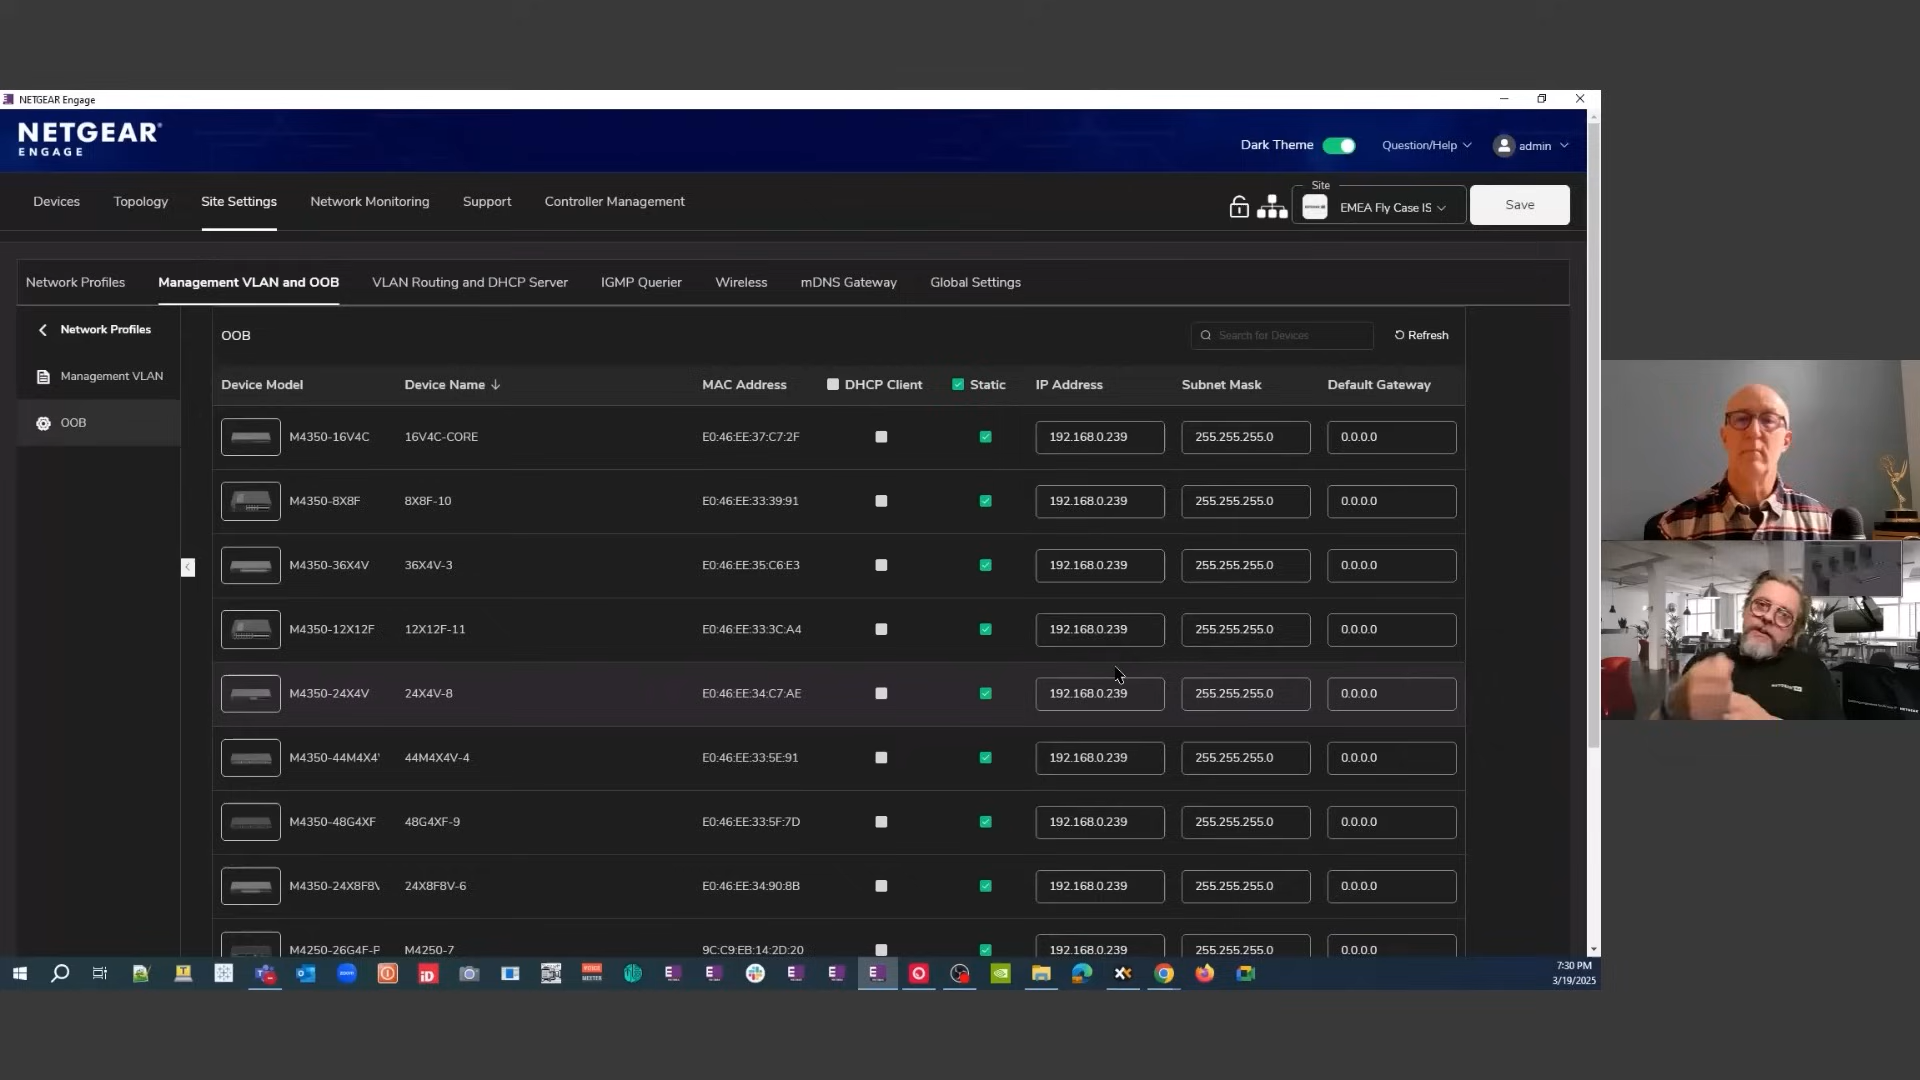 NETGEAR Engage
NETGEAR
ENGAGE
Dark Theme
Question/Help
admin
Devices
Topology
Site Settings
Network Monitoring
Support
Controller Management
Site
EMEA Fly Case IS
Save
Network Profiles
Management VLAN and OOB
VLAN Routing and DHCP Server
IGMP Querier
Wireless
mDNS Gateway
Global Settings
Network Profiles
Management VLAN
OOB
OOB
Search for Devices
Refresh
Device Model Device Name MAC Address DHCP Client Static IP Address Subnet Mask Default Gateway
M4350-16V4C 16V4C-CORE E0:46:EE:37:C7:2F 192.168.0.239 255.255.255.0 0.0.0.0
M4350-8X8F 8X8F-10 E0:46:EE:33:39:91 192.168.0.239 255.255.255.0 0.0.0.0
M4350-36X4V 36X4V-3 E0:46:EE:35:C6:E3 192.168.0.239 255.255.255.0 0.0.0.0
M4350-12X12F 12X12F-11 E0:46:EE:33:3C:A4 192.168.0.239 255.255.255.0 0.0.0.0
M4350-24X4V 24X4V-8 E0:46:EE:34:C7:AE 192.168.0.239 255.255.255.0 0.0.0.0
M4350-44M4X4V 44M4X4V-4 E0:46:EE:33:5E:91 192.168.0.239 255.255.255.0 0.0.0.0
M4350-48G4XF 48G4XF-9 E0:46:EE:33:5F:7D 192.168.0.239 255.255.255.0 0.0.0.0
M4350-24X8F8V 24X8F8V-6 E0:46:EE:34:90:8B 192.168.0.239 255.255.255.0 0.0.0.0
M4250-26G4F-P M4250-7 9C:C9:EB:14:2D:20 192.168.0.239 255.255.255.0 0.0.0.0
7:30 PM
3/19/2025